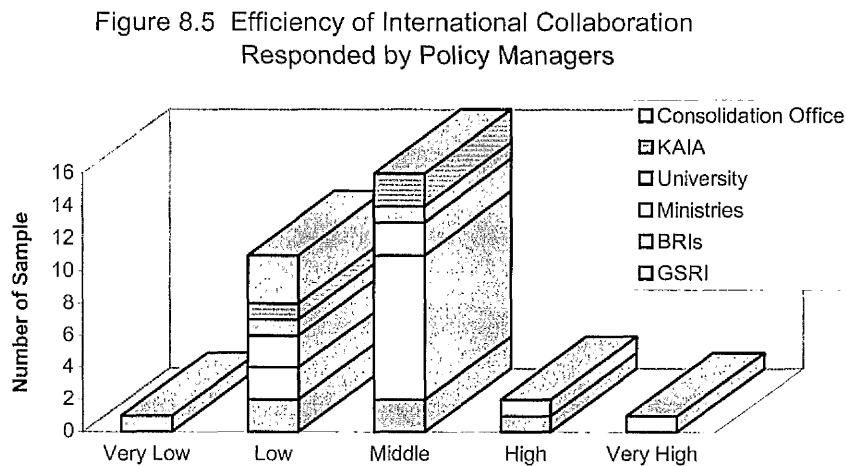 Figure 8.5 Efficiency of International Collaboration
Responded by Policy Managers
Consolidation Office
KAIA
University
Ministries
BRIs
GSRI
Number of Sample
16
14
12
10
8
6
4
2
0
Very Low Low Middle High Very High